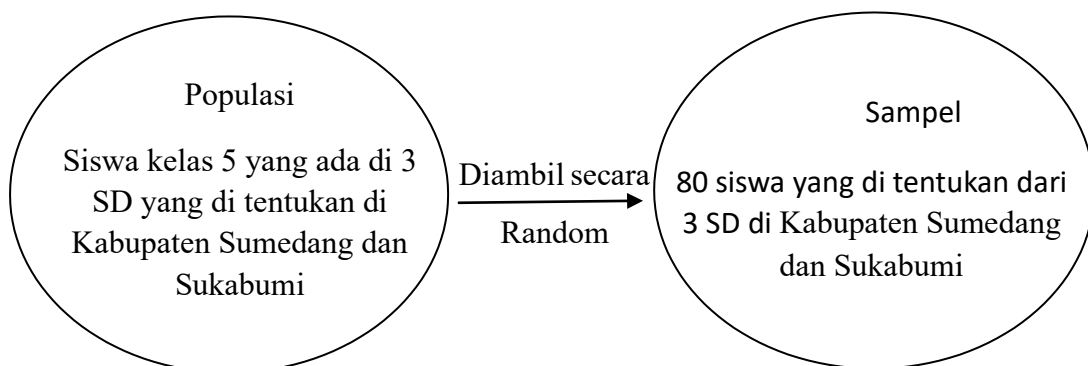 Populasi
Siswa kelas 5 yang ada di 3
SD yang di tentukan di
Kabupaten Sumedang dan
Sukabumi
Diambil secara
Random
Sampel
80 siswa yang di tentukan dari
3 SD di Kabupaten Sumedang
dan Sukabumi